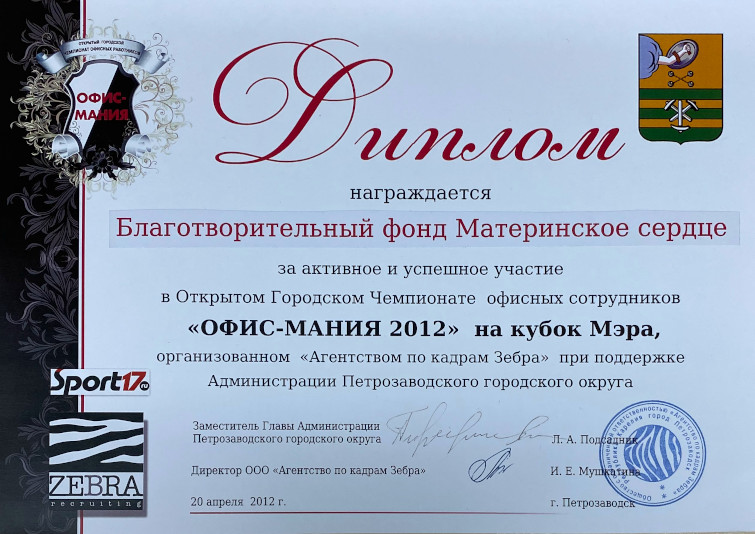 ОТКРЫТЫЙ ГОРОДСКОЙ
ЧЕМПИОНАТ ОФИСНЫХ РАБОТНИКОВ
ОФИС-
МАНИЯ
Диплом
награждается
Благотворительный фонд Материнское сердце
за активное и успешное участие
в Открытом Городском Чемпионате офисных сотрудников
«ОФИС-МАНИЯ 2012» на кубок Мэра,
организованном «Агентством по кадрам Зебра» при поддержке
Администрации Петрозаводского городского округа
Sport17.ru
ZEBRA
recruiting
Заместитель Главы Администрации
Петрозаводского городского округа
Л. А. Подсадник
Директор ООО «Агентство по кадрам Зебра»
И. Е. Мушкатина
20 апреля 2012 г.
г. Петрозаводск
Общество с ограниченной ответственностью «Агентство по кадрам Зебра»
Республика Карелия город Петрозаводск